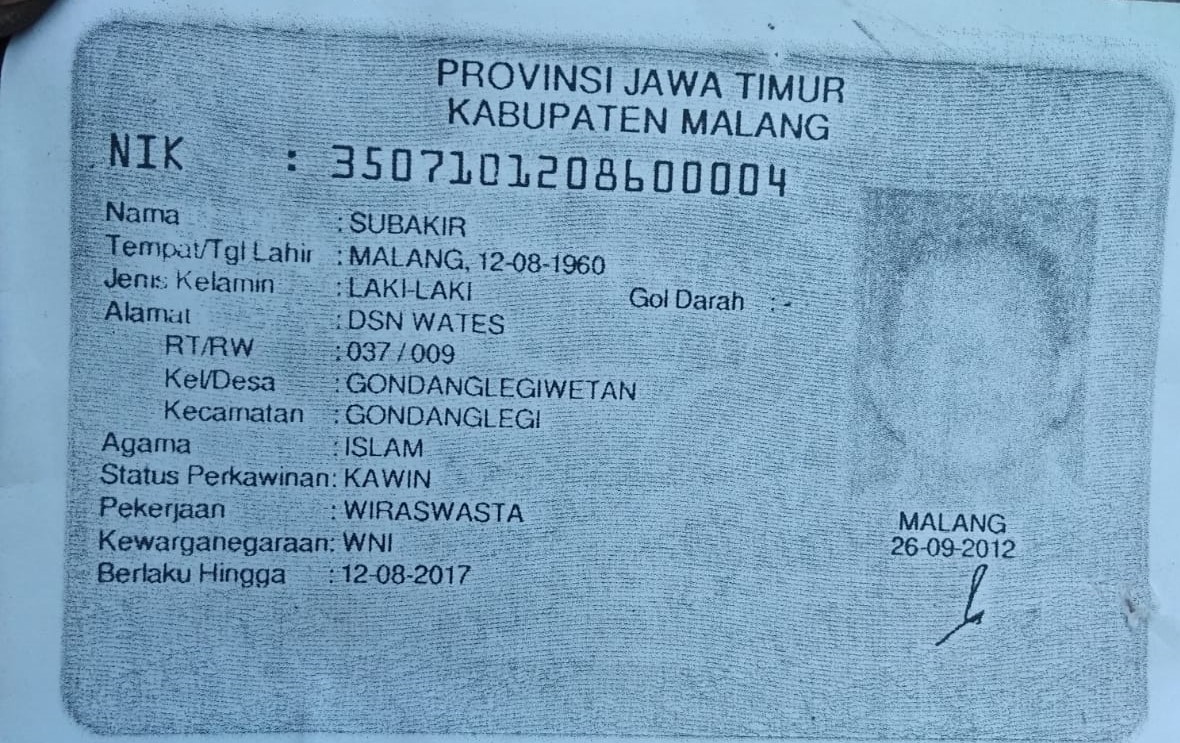 PROVINSI JAWA TIMUR
KABUPATEN MALANG
NIK : 3507101208600004
Nama : SUBAKIR
Tempat/Tgl Lahir : MALANG, 12-08-1960
Jenis Kelamin : LAKI-LAKI Gol Darah : -
Alamat : DSN WATES
RT/RW : 037 / 009
Kel/Desa : GONDANGLEGIWETAN
Kecamatan : GONDANGLEGI
Agama : ISLAM
Status Perkawinan: KAWIN
Pekerjaan : WIRASWASTA
Kewarganegaraan: WNI
Berlaku Hingga : 12-08-2017
MALANG
26-09-2012